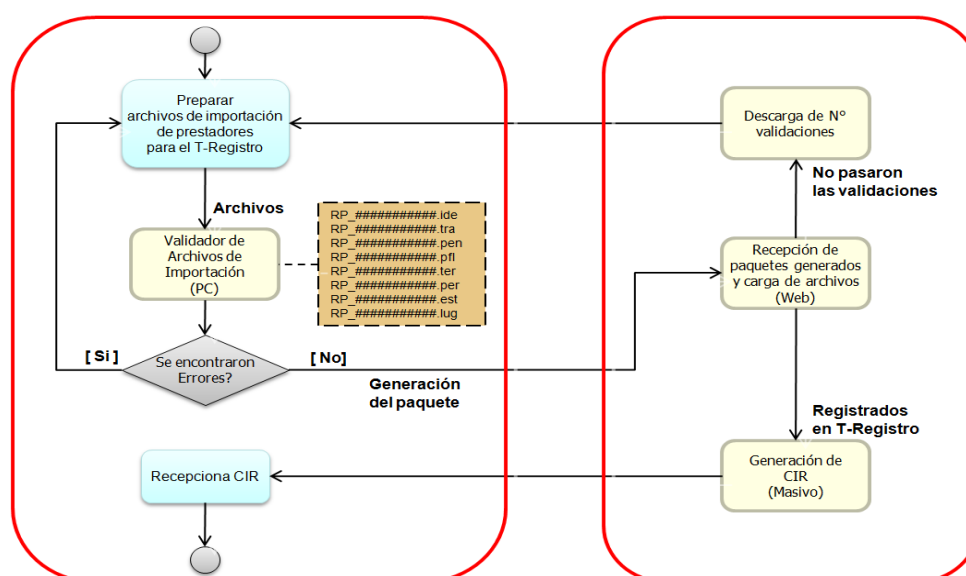 Preparar
archivos de importación
de prestadores
para el T-Registro
Descarga de Nº
validaciones
No pasaron
las validaciones
Archivos
RP_###########.ide
RP_###########.tra
RP_###########.pen
RP_###########.pfl
RP_###########.ter
RP_###########.per
RP_###########.est
RP_###########.lug
Validador de
Archivos de
Importación
(PC)
Recepción de
paquetes generados
y carga de archivos
(Web)
[ Si ]
Se encontraron
Errores?
[ No]
Generación
del paquete
Registrados
en T-Registro
Recepciona CIR
Generación de
CIR
(Masivo)